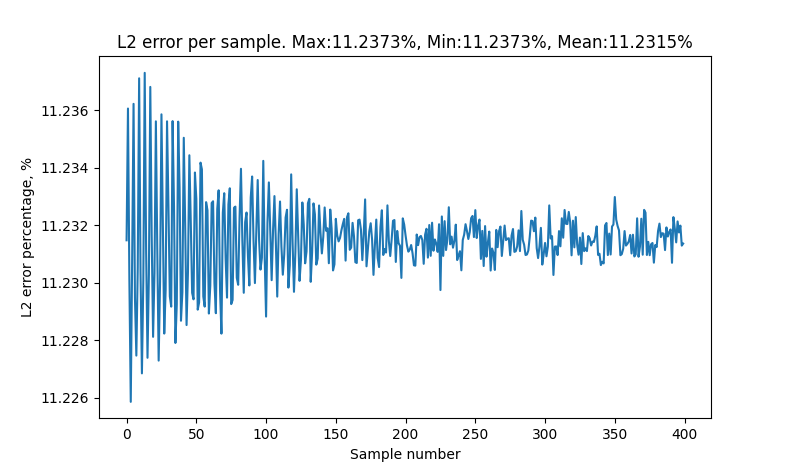 L2 error per sample. Max:11.2373%, Min:11.2373%, Mean:11.2315%
L2 error percentage, %
11.236
11.234
11.232
11.230
11.228
11.226
0 50 100 150 200 250 300 350 400
Sample number